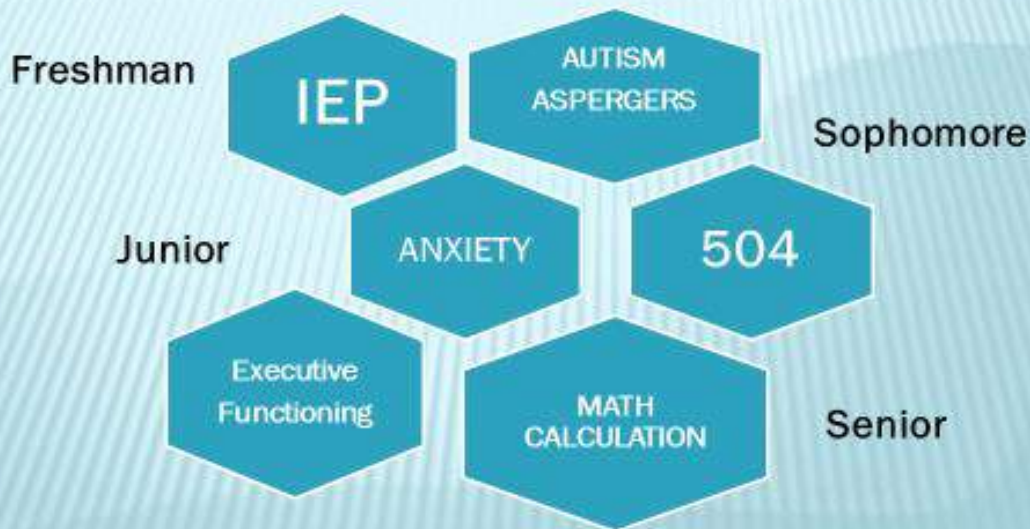 Freshman
IEP
AUTISM
ASPERGERS
Sophomore
Junior
ANXIETY
504
Executive
Functioning
MATH
CALCULATION
Senior